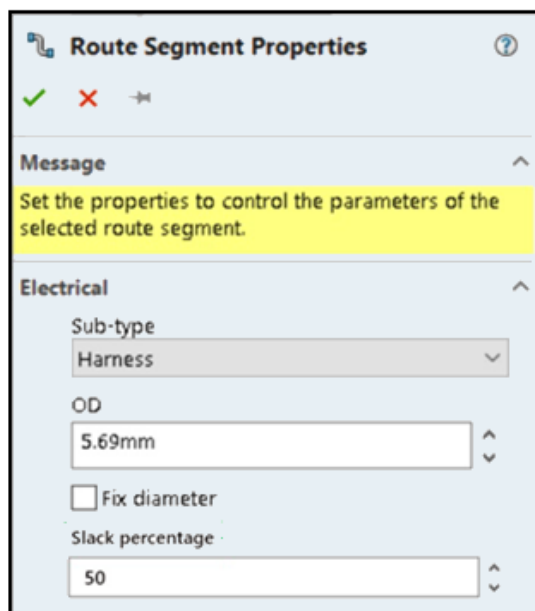 Route Segment Properties
Message
Set the properties to control the parameters of the
selected route segment.
Electrical
Sub-type
Harness
OD
5.69mm
Fix diameter
Slack percentage
50